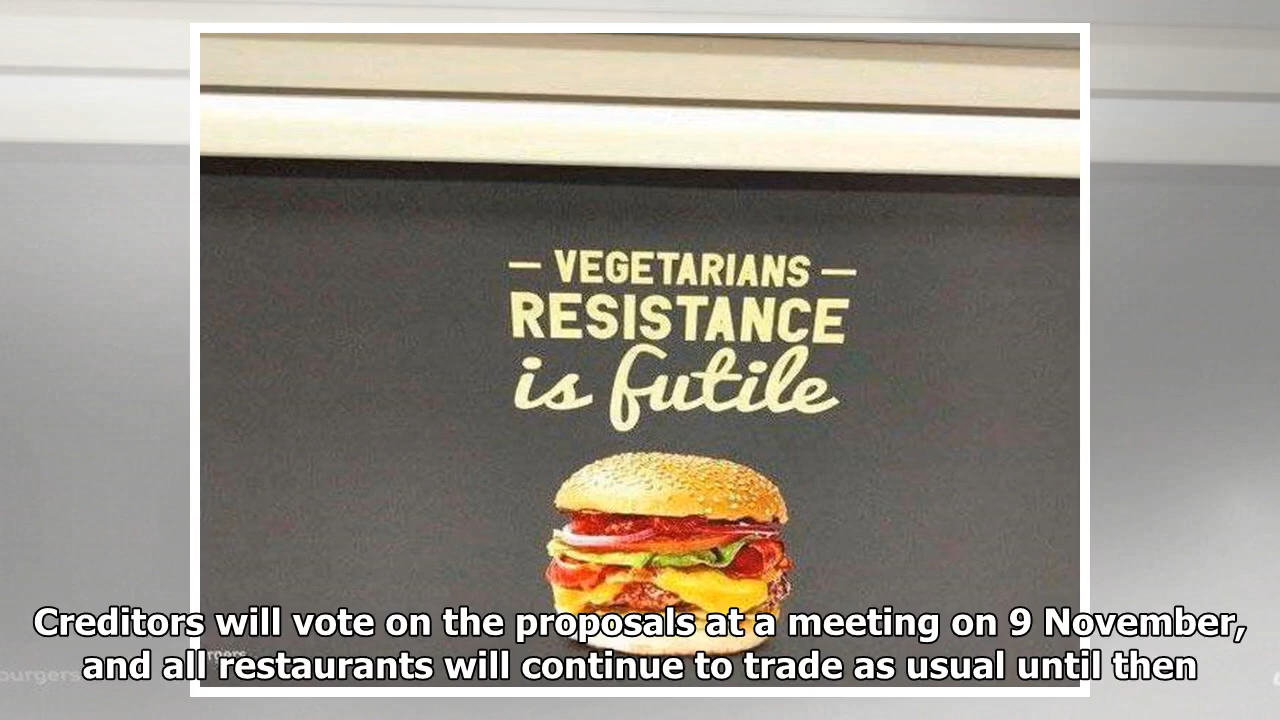 — VEGETARIANS —
RESISTANCE
is futile
Creditors will vote on the proposals at a meeting on 9 November,
and all restaurants will continue to trade as usual until then